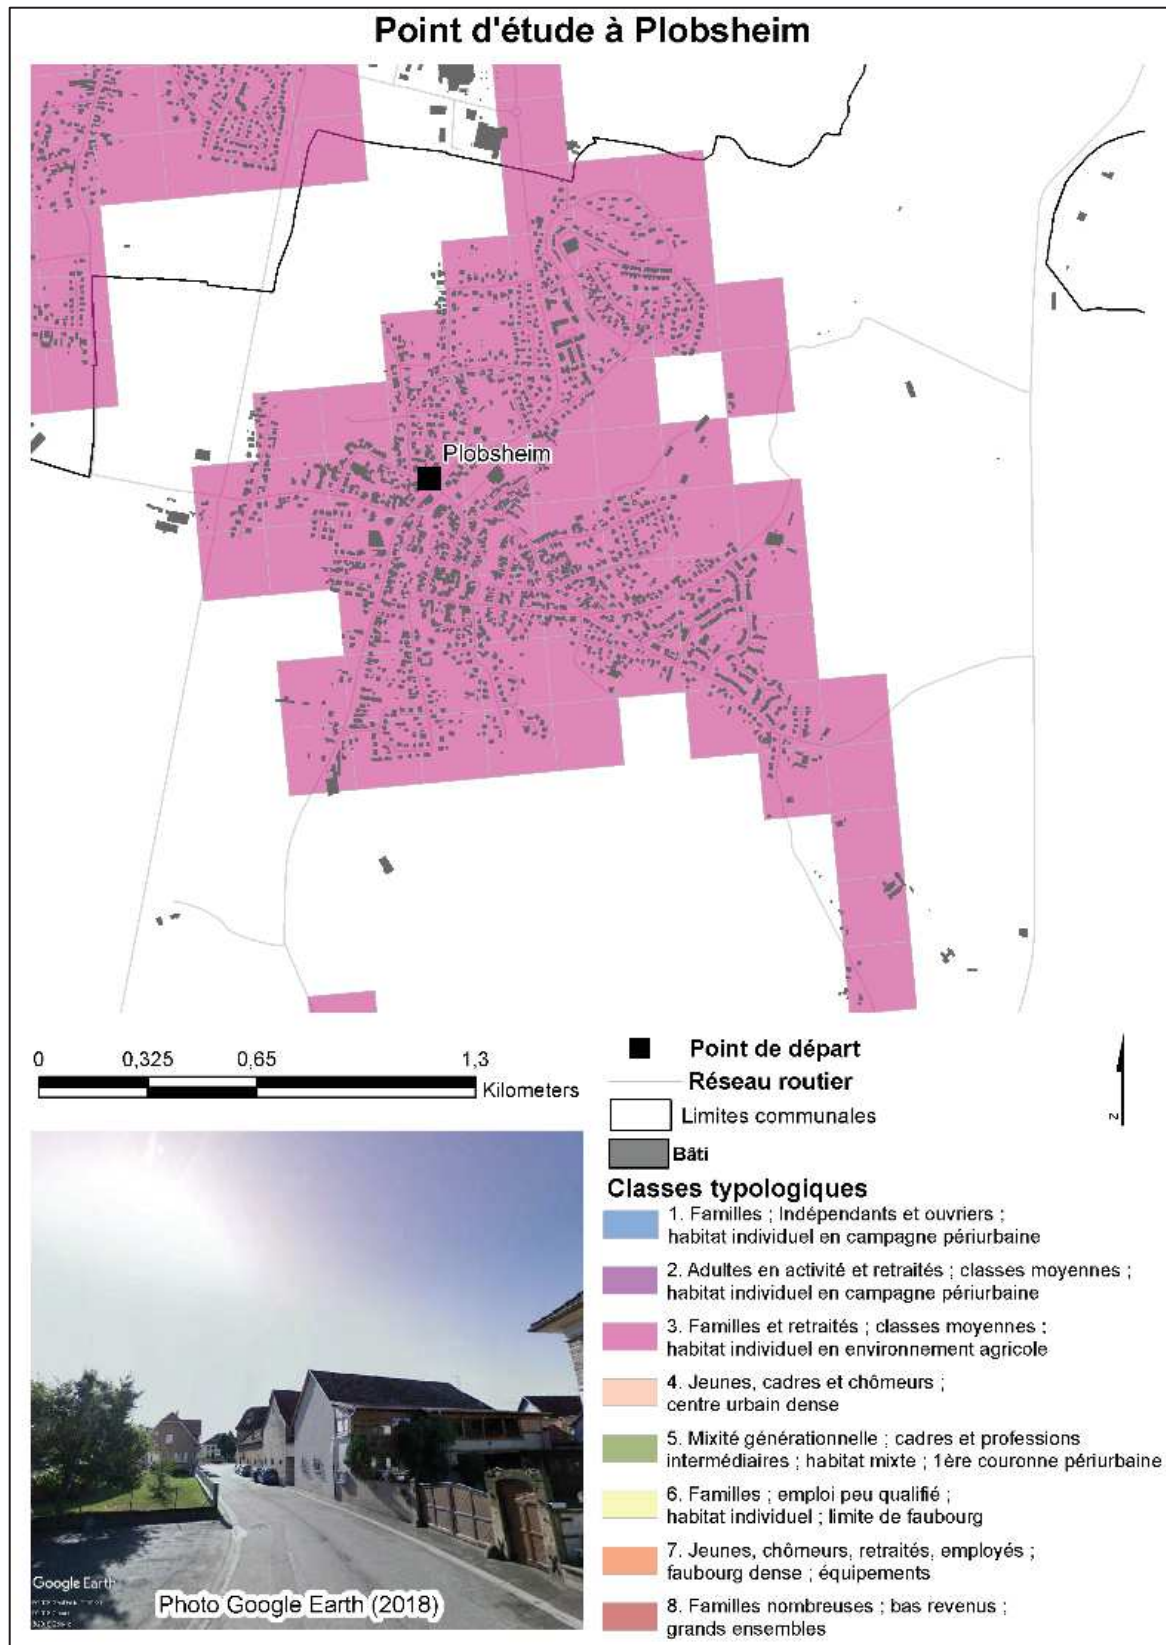 Point d'étude à Plobsheim
Plobsheim
0 0,325 0,65 1,3
Kilometers
Point de départ
Réseau routier
Limites communales
Bâti
N
Classes typologiques
1. Familles ; Indépendants et ouvriers ;
habitat individuel en campagne périurbaine
2. Adultes en activité et retraités ; classes moyennes ;
habitat individuel en campagne périurbaine
3. Familles et retraités ; classes moyennes ;
habitat individuel en environnement agricole
4. Jeunes, cadres et chômeurs ;
centre urbain dense
5. Mixité générationnelle ; cadres et professions
intermédiaires ; habitat mixte ; 1ère couronne périurbaine
6. Familles ; emploi peu qualifié ;
habitat individuel ; limite de faubourg
7. Jeunes, chômeurs, retraités, employés ;
faubourg dense ; équipements
8. Familles nombreuses ; bas revenus ;
grands ensembles
Google Earth
Photo Google Earth (2018)